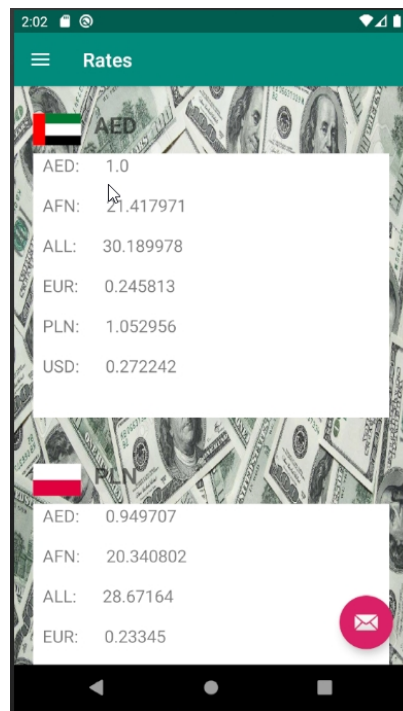 2:02
Rates
AED
AED: 1.0
AFN: 21.417971
ALL: 30.189978
EUR: 0.245813
PLN: 1.052956
USD: 0.272242
PLN
AED: 0.949707
AFN: 20.340802
ALL: 28.67164
EUR: 0.23345